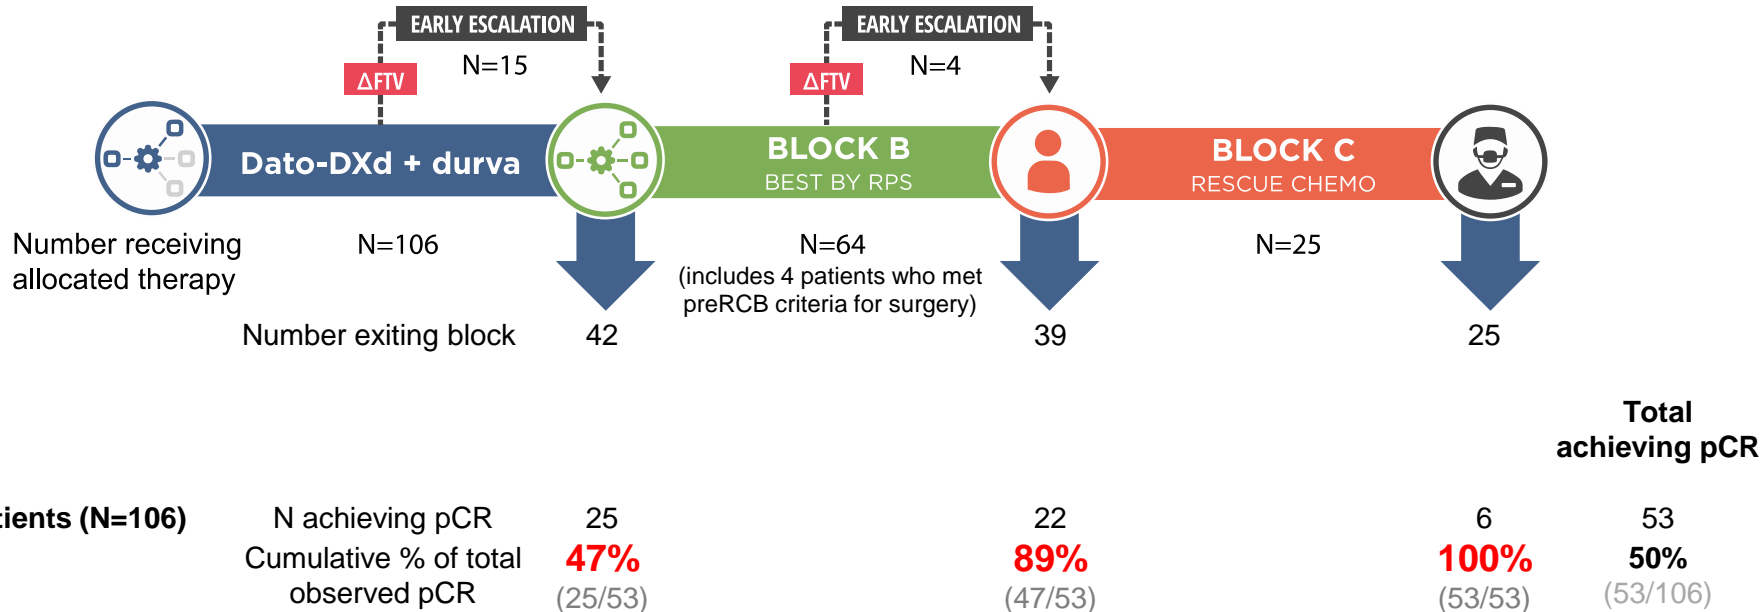 EARLY ESCALATION
EARLY ESCALATION
N=15
N=4
ΔFTV
ΔFTV
Dato-DXd + durva
BLOCK B
BEST BY RPS
BLOCK C
RESCUE CHEMO
Number receiving
allocated therapy
N=106
N=64
(includes 4 patients who met
preRCB criteria for surgery)
N=25
Number exiting block 42 39 25
Total
achieving pCR
tients (N=106) N achieving pCR 25 22 6 53
Cumulative % of total
observed pCR
47% 89% 100% 50%
(25/53) (47/53) (53/53) (53/106)